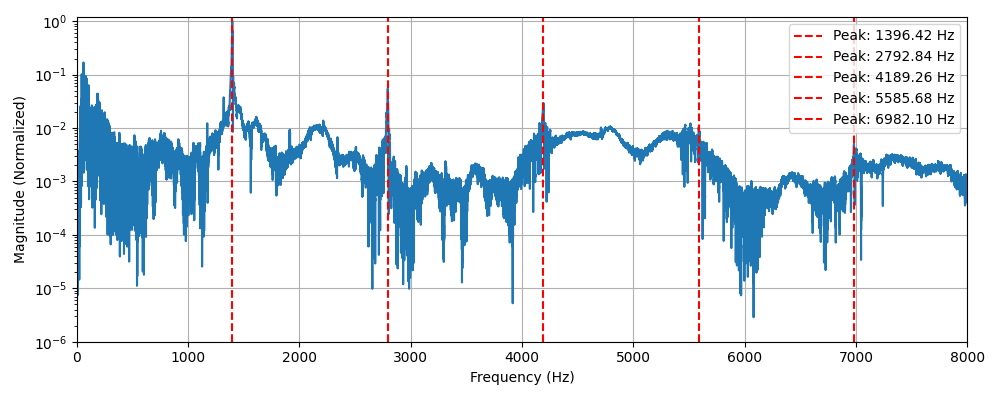 10⁰
10⁻¹
10⁻²
10⁻³
10⁻⁴
10⁻⁵
10⁻⁶
Magnitude (Normalized)
Peak: 1396.42 Hz
Peak: 2792.84 Hz
Peak: 4189.26 Hz
Peak: 5585.68 Hz
Peak: 6982.10 Hz
0 1000 2000 3000 4000 5000 6000 7000 8000
Frequency (Hz)